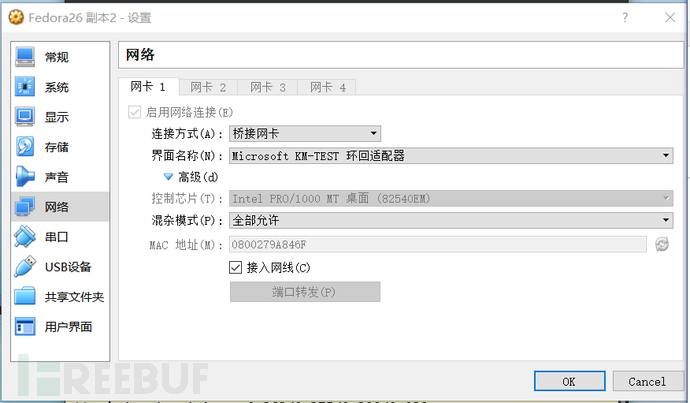 Fedora26 副本2 - 设置
常规
系统
显示
存储
声音
网络
串口
USB设备
共享文件夹
用户界面
网络
网卡 1 网卡 2 网卡 3 网卡 4
启用网络连接(E)
连接方式(A): 桥接网卡
界面名称(N): Microsoft KM-TEST 环回适配器
高级(d)
控制芯片(T): Intel PRO/1000 MT 桌面 (82540EM)
混杂模式(P): 全部允许
MAC 地址(M): 0800279A846F
接入网线(C)
端口转发(P)
OK Cancel
FREEBUF